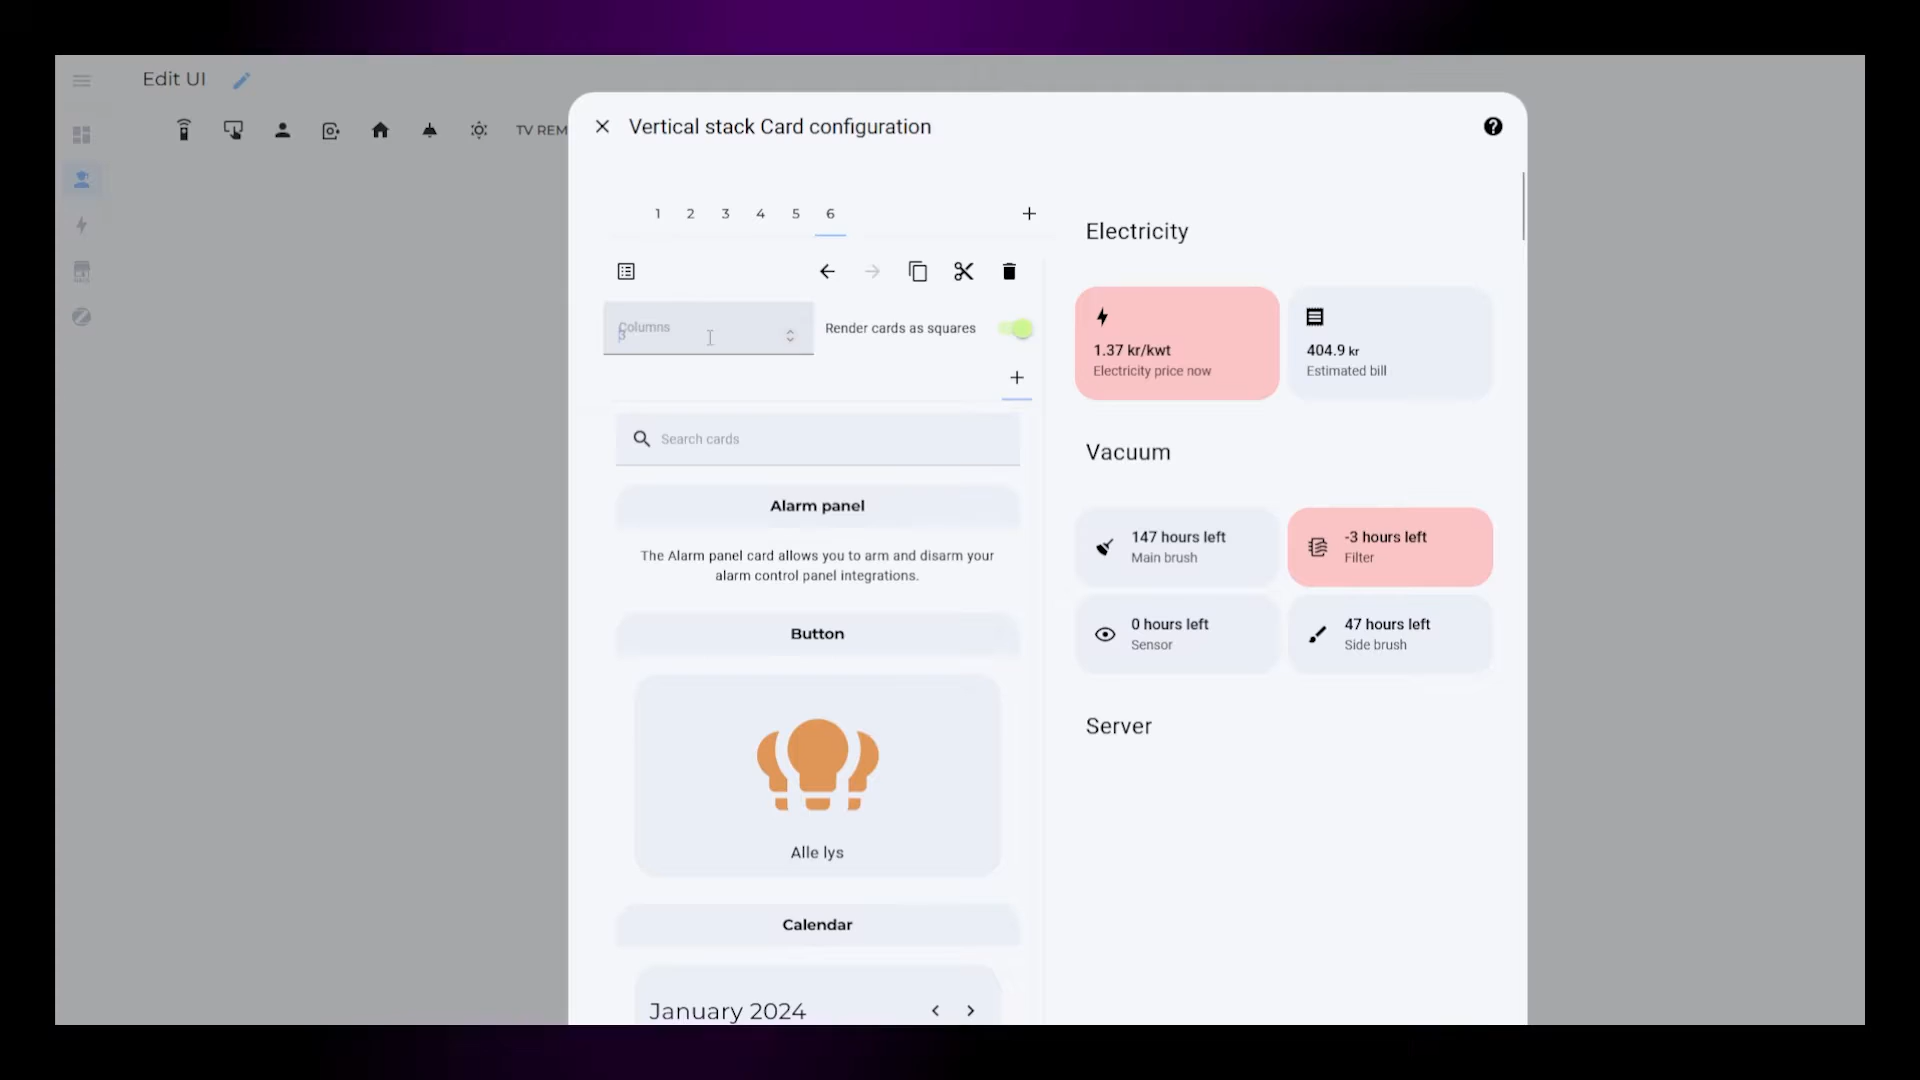 Edit UI
TV REM
Vertical stack Card configuration
1 2 3 4 5 6
Columns
Render cards as squares
Search cards
Alarm panel
The Alarm panel card allows you to arm and disarm your
alarm control panel integrations.
Button
Alle lys
Calendar
January 2024
Electricity
1.37 kr/kwt
Electricity price now
404.9 kr
Estimated bill
Vacuum
147 hours left
Main brush
-3 hours left
Filter
0 hours left
Sensor
47 hours left
Side brush
Server